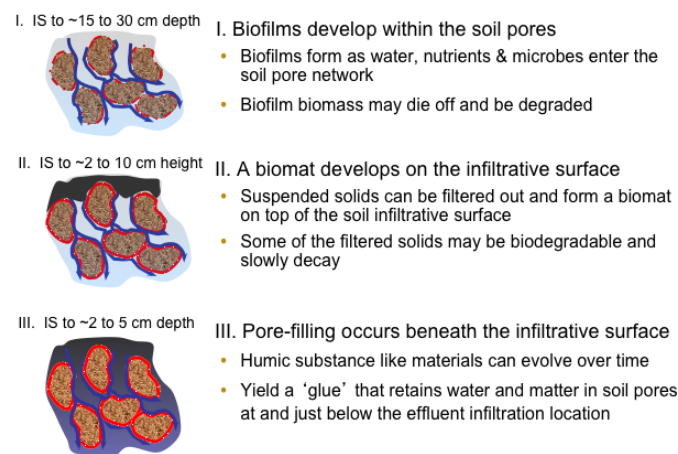 I. IS to ~15 to 30 cm depth
I. Biofilms develop within the soil pores
• Biofilms form as water, nutrients & microbes enter the
soil pore network
• Biofilm biomass may die off and be degraded
II. IS to ~2 to 10 cm height
II. A biomat develops on the infiltrative surface
• Suspended solids can be filtered out and form a biomat
on top of the soil infiltrative surface
• Some of the filtered solids may be biodegradable and
slowly decay
III. IS to ~2 to 5 cm depth
III. Pore-filling occurs beneath the infiltrative surface
• Humic substance like materials can evolve over time
• Yield a ‘glue’ that retains water and matter in soil pores
at and just below the effluent infiltration location